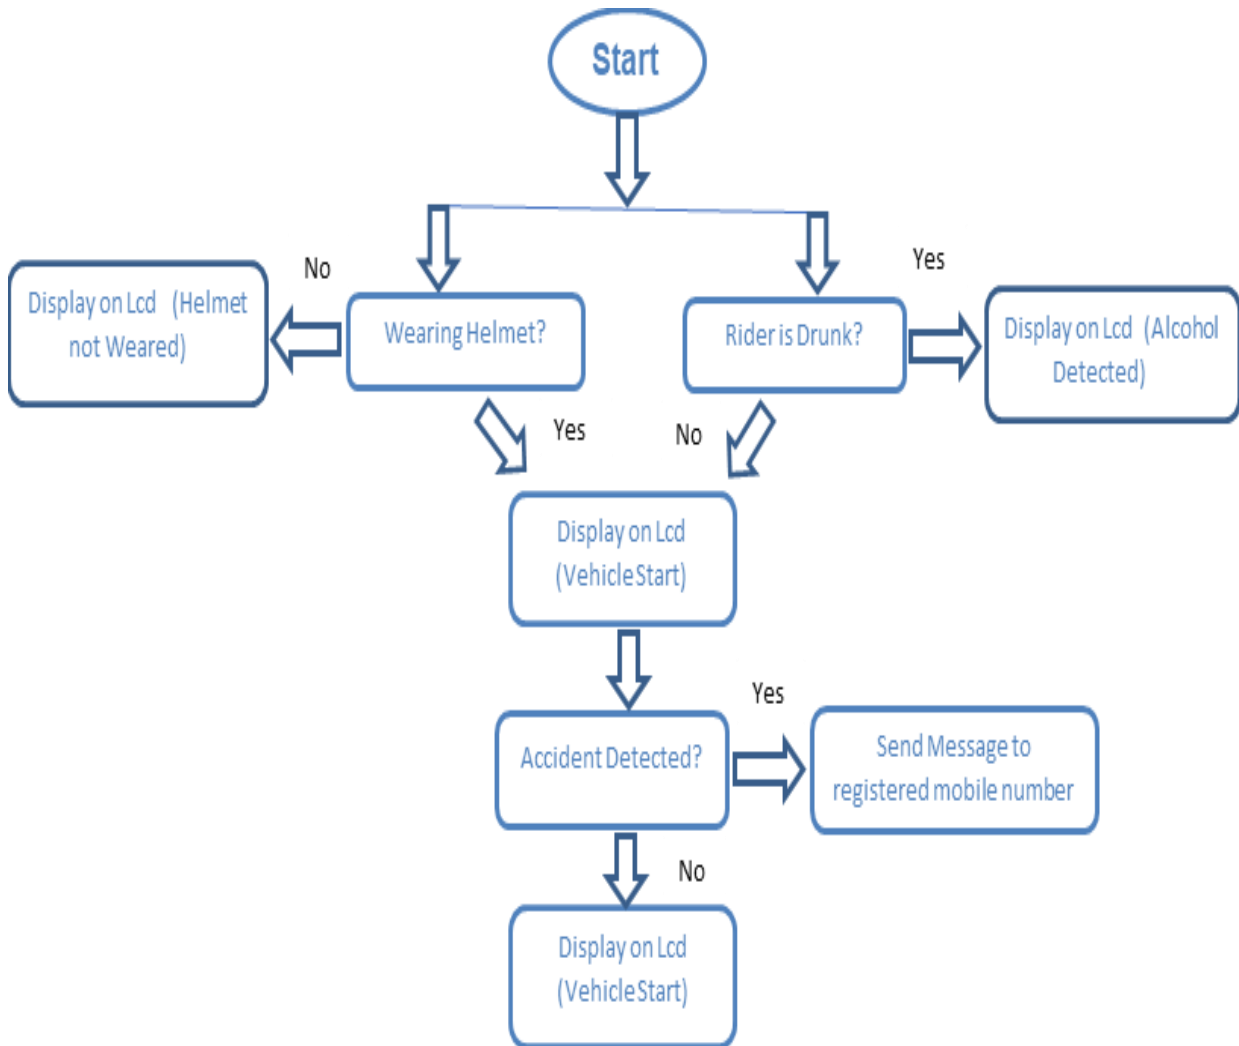 Start
No
Yes
Display on Lcd (Helmet
not Weared)
Wearing Helmet?
Rider is Drunk?
Display on Lcd (Alcohol
Detected)
Yes
No
Display on Lcd
(Vehicle Start)
Yes
Accident Detected?
Send Message to
registered mobile number
No
Display on Lcd
(Vehicle Start)